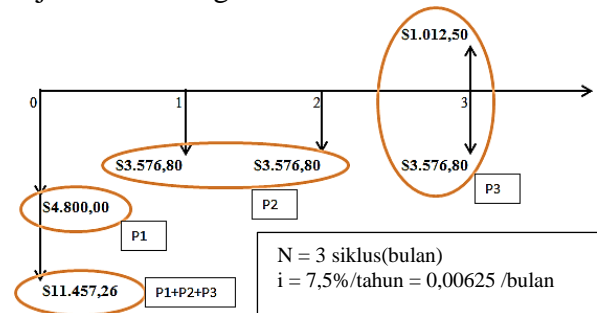 $1.012,50
0 1 2 3
$3.576,80 $3.576,80 $3.576,80
P3
P2
$4.800,00
P1
N = 3 siklus(bulan)
i = 7,5%/tahun = 0,00625 /bulan
$11.457,26 P1+P2+P3